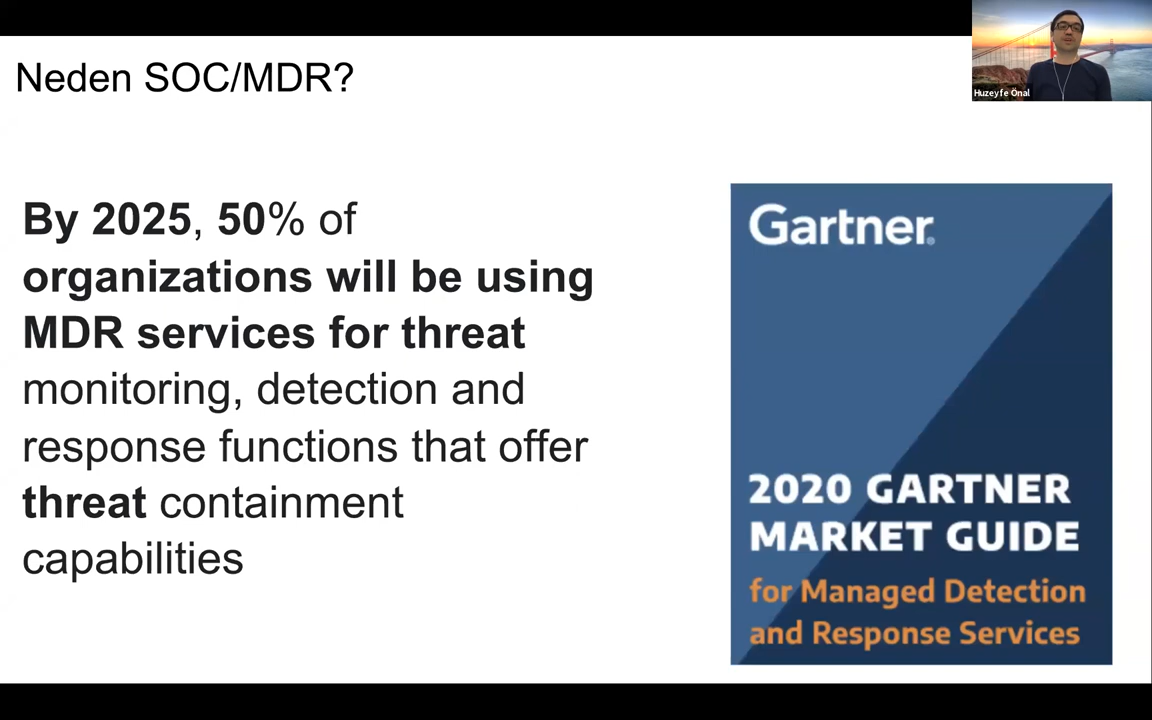 Neden SOC/MDR?
Huzeyfe Önal
By 2025, 50% of
organizations will be using
MDR services for threat
monitoring, detection and
response functions that offer
threat containment
capabilities
Gartner®
2020 GARTNER
MARKET GUIDE
for Managed Detection
and Response Services